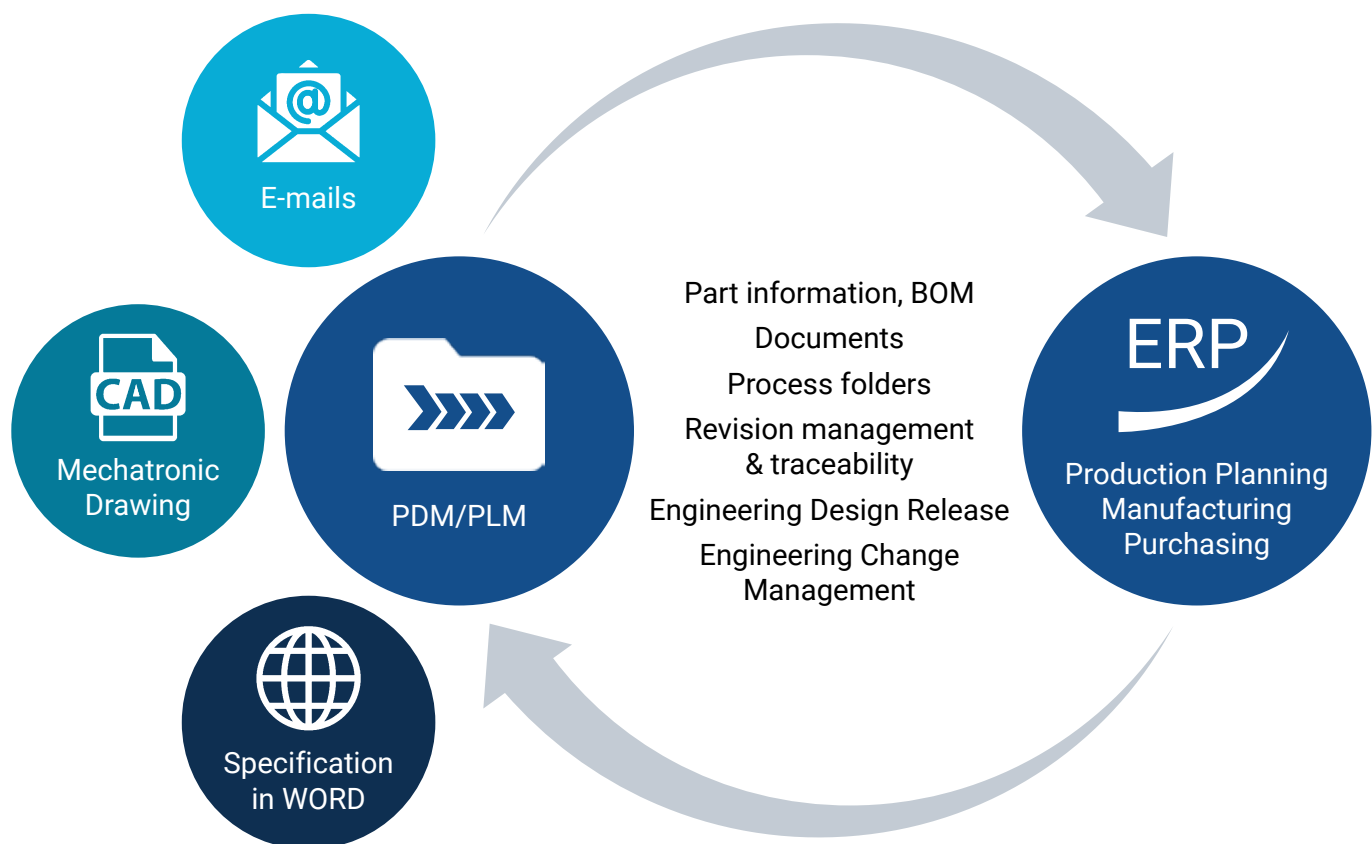 @
E-mails
CAD
Mechatronic
Drawing
PDM/PLM
Specification
in WORD
Part information, BOM
Documents
Process folders
Revision management
& traceability
Engineering Design Release
Engineering Change
Management
ERP
Production Planning
Manufacturing
Purchasing